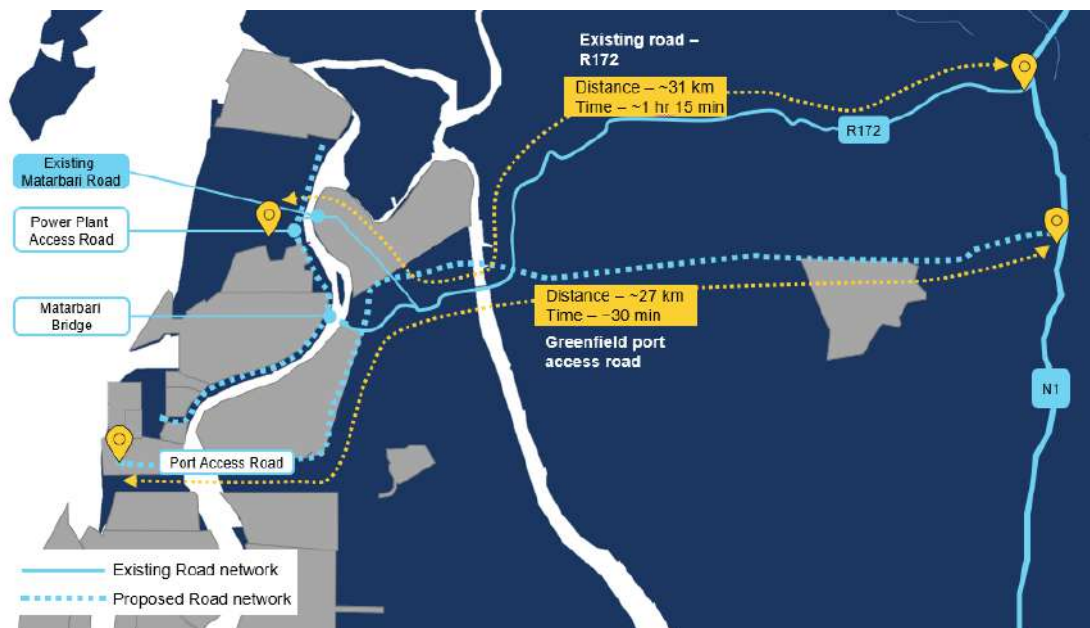 Existing road –
R172
Distance – ~31 km
Time – ~1 hr 15 min
R172
Existing
Matarbari Road
Power Plant
Access Road
Matarbari
Bridge
Distance – ~27 km
Time – ~30 min
Greenfield port
access road
N1
Port Access Road
Existing Road network
Proposed Road network